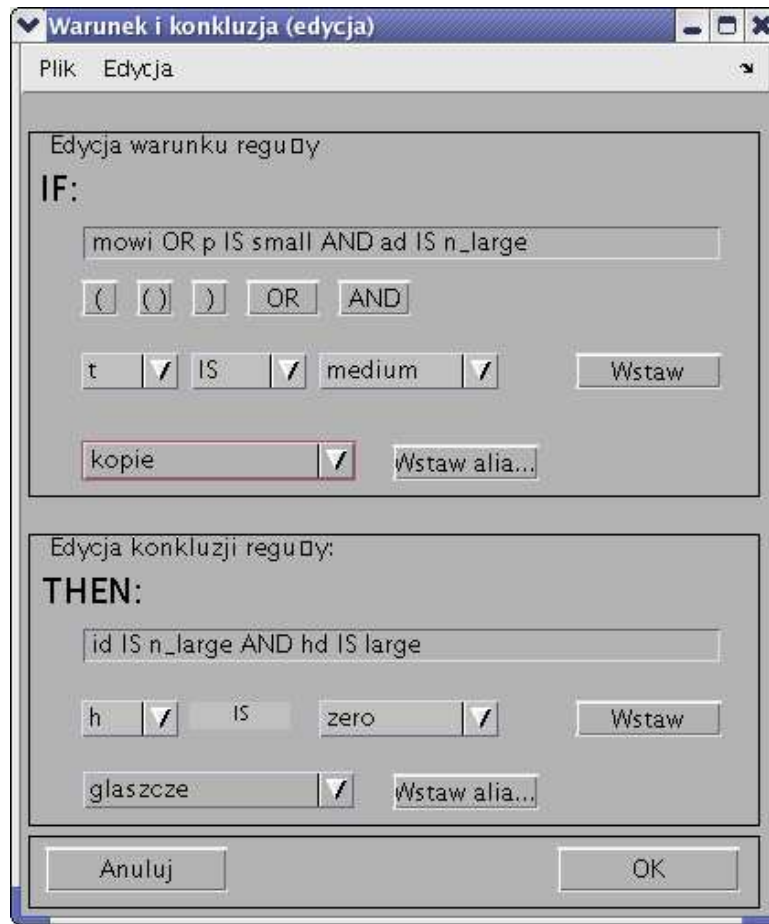 Warunek i konkluzja (edycja)
Plik Edycja
Edycja warunku regu▯y
IF:
mowi OR p IS small AND ad IS n_large
( ( ) ) OR AND
t IS medium Wstaw
kopie Wstaw alia...
Edycja konkluzji regu▯y:
THEN:
id IS n_large AND hd IS large
h IS zero Wstaw
glaszcze Wstaw alia...
Anuluj OK